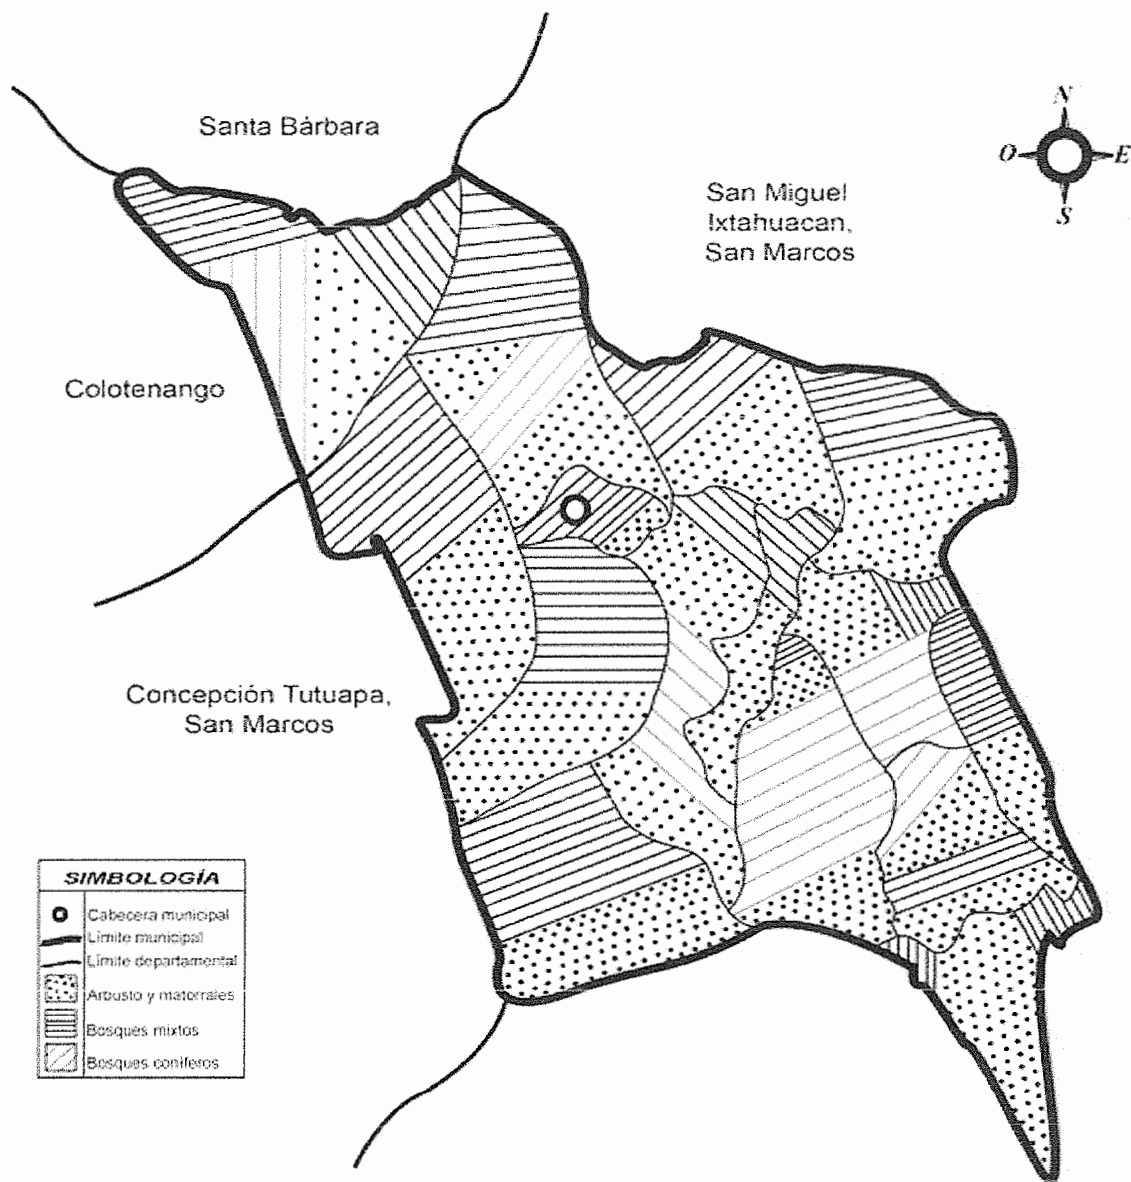 Santa Bárbara
N
O
E
S
San Miguel
Ixtahuacan,
San Marcos
Colotenango
Concepción Tutuapa,
San Marcos
SIMBOLOGÍA
Cabecera municipal
Límite municipal
Límite departamental
Arbusto y matorrales
Bosques mixtos
Bosques coníferos